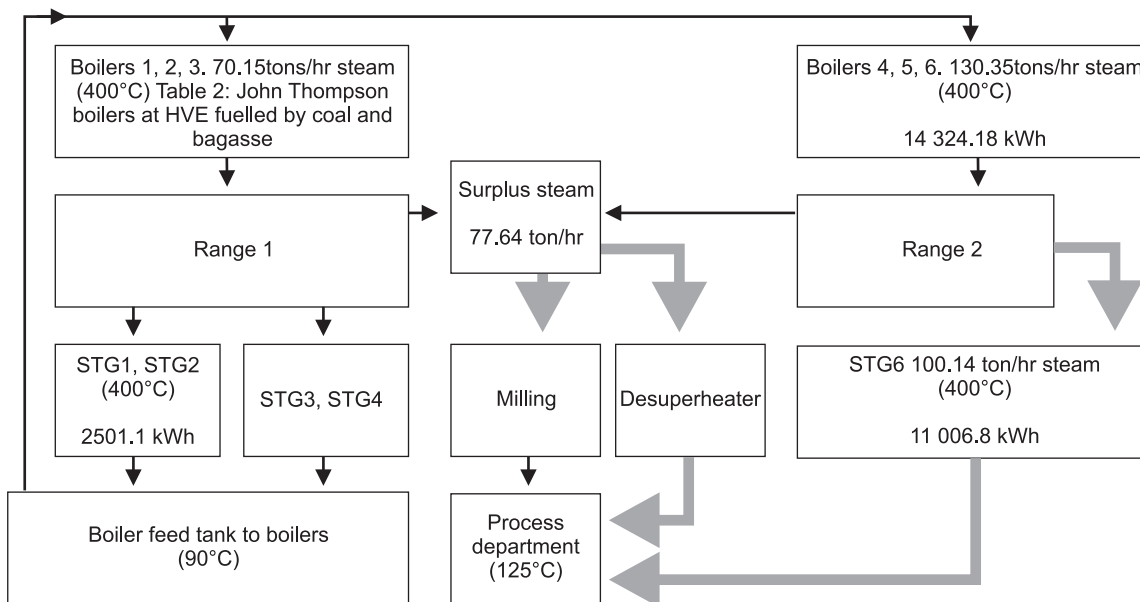 Boilers 1, 2, 3. 70.15tons/hr steam
(400°C) Table 2: John Thompson
boilers at HVE fuelled by coal and
bagasse
Boilers 4, 5, 6. 130.35tons/hr steam
(400°C)
14 324.18 kWh
Range 1
Surplus steam
77.64 ton/hr
Range 2
STG1, STG2
(400°C)
2501.1 kWh
STG3, STG4
Milling
Desuperheater
STG6 100.14 ton/hr steam
(400°C)
11 006.8 kWh
Boiler feed tank to boilers
(90°C)
Process
department
(125°C)